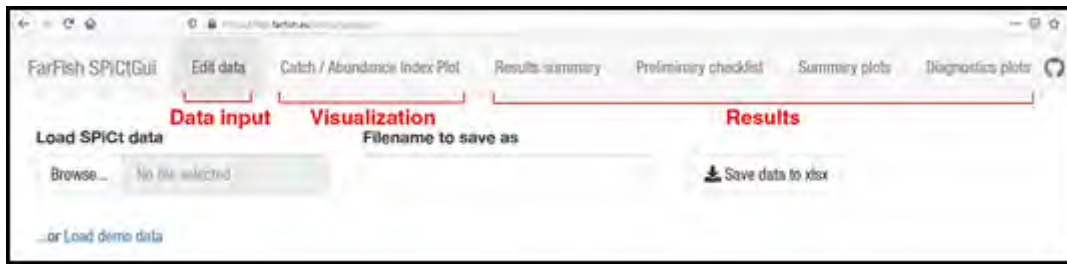 FarFish SPiCtGui Edit data Catch / Abundance Index Plot Results summary Preliminary checklist Summary plots Diagnostics plots
Data input Visualization Results
Load SPiCt data Filename to save as
Browse... No file selected Save data to xlsx
...or Load demo data